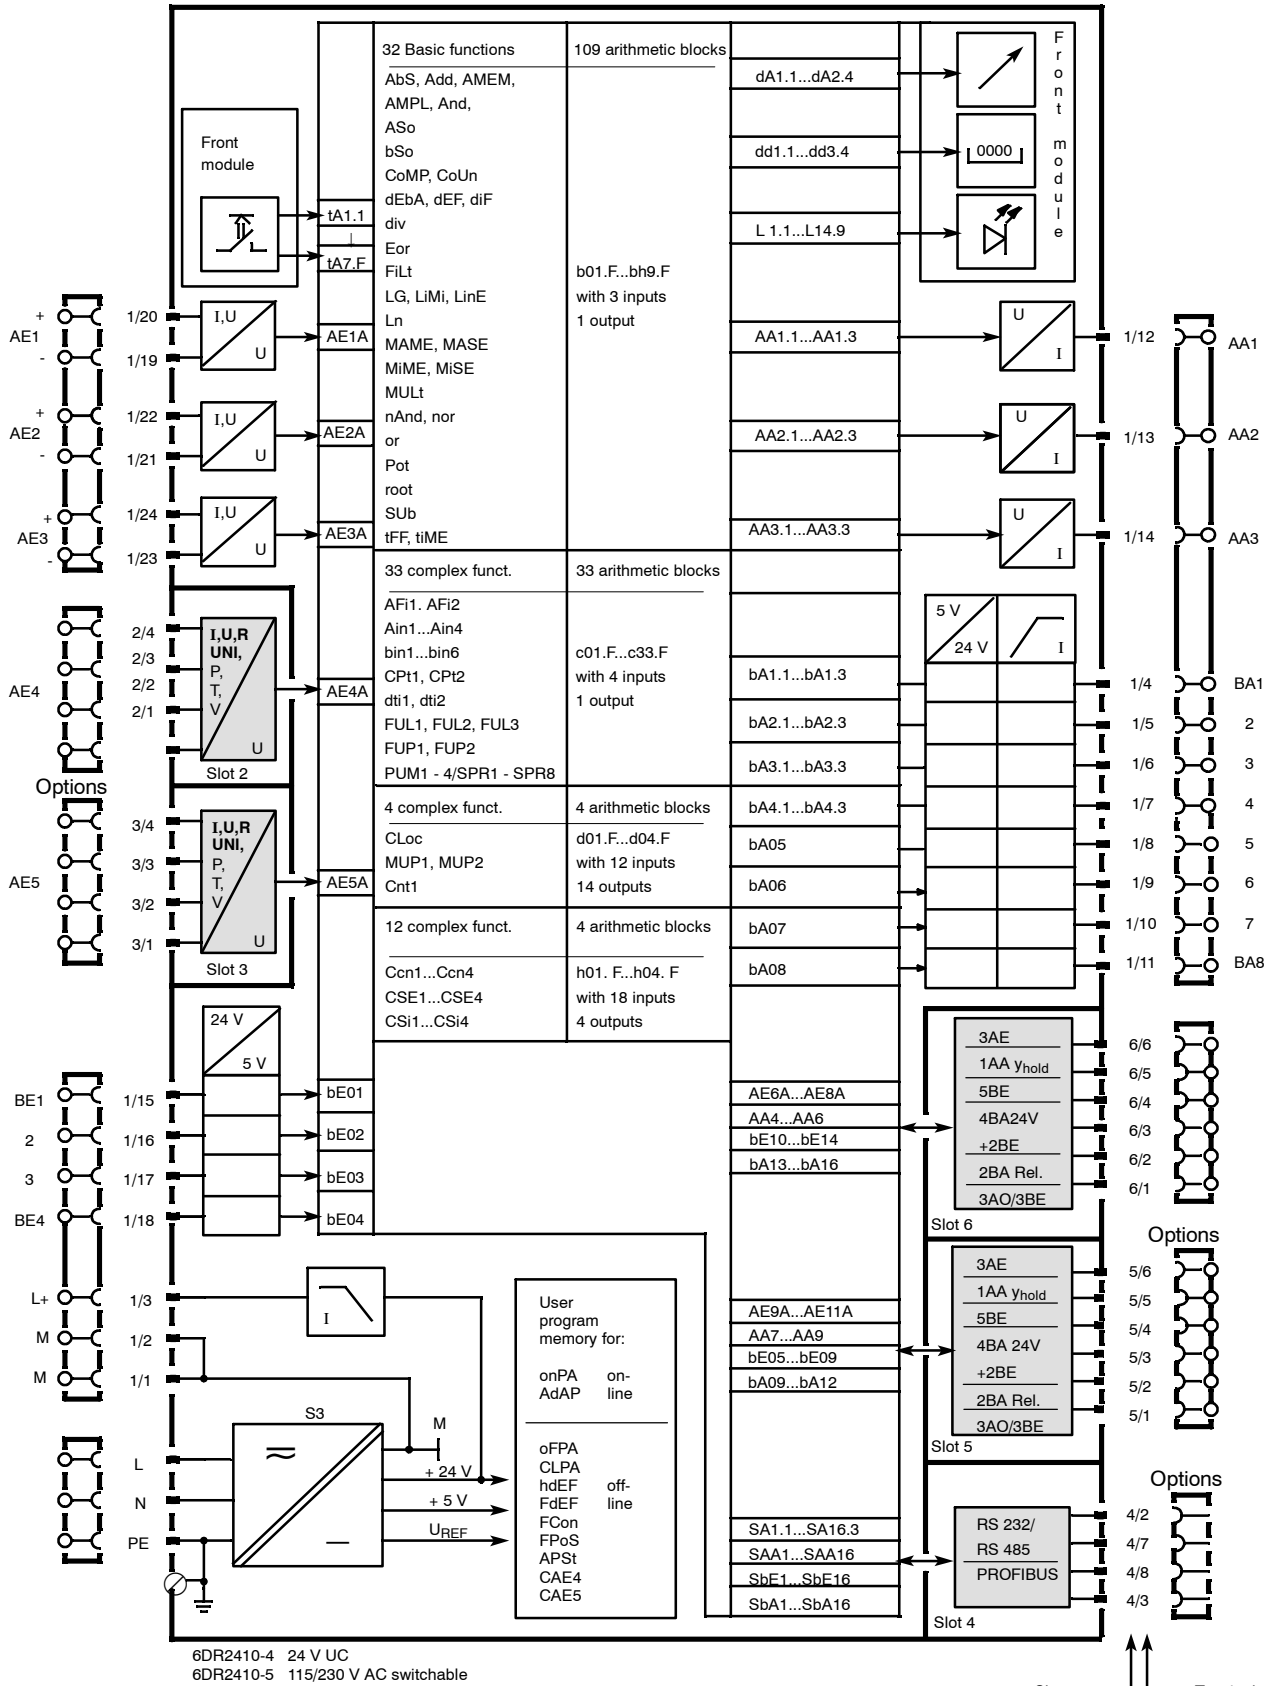 32 Basic functions
109 arithmetic blocks
AbS, Add, AMEM,
AMPL, And,
ASo
bSo
CoMP, CoUn
dEbA, dEF, diF
div
Eor
FiLt
LG, LiMi, LinE
Ln
MAME, MASE
MiME, MiSE
MULt
nAnd, nor
or
Pot
root
SUb
tFF, tiME
b01.F...bh9.F
with 3 inputs
1 output
33 complex funct.
33 arithmetic blocks
AFi1. AFi2
Ain1...Ain4
bin1...bin6
CPt1, CPt2
dti1, dti2
FUL1, FUL2, FUL3
FUP1, FUP2
PUM1 - 4/SPR1 - SPR8
c01.F...c33.F
with 4 inputs
1 output
4 complex funct.
4 arithmetic blocks
CLoc
MUP1, MUP2
Cnt1
d01.F...d04.F
with 12 inputs
14 outputs
12 complex funct.
4 arithmetic blocks
Ccn1...Ccn4
CSE1...CSE4
CSi1...CSi4
h01. F...h04. F
with 18 inputs
4 outputs
Front
module
tA1.1
↓
tA7.F
+
AE1
-
1/20
1/19
I,U
U
AE1A
+
AE2
-
1/22
1/21
I,U
U
AE2A
+
AE3
-
1/24
1/23
I,U
U
AE3A
AE4
2/4
2/3
2/2
2/1
I,U,R
UNI,
P,
T,
V
U
Slot 2
AE4A
Options
AE5
3/4
3/3
3/2
3/1
I,U,R
UNI,
P,
T,
V
U
Slot 3
AE5A
24 V
5 V
BE1
1/15
bE01
2
1/16
bE02
3
1/17
bE03
BE4
1/18
bE04
L+
1/3
I
M
1/2
M
1/1
S3
M
L
N
PE
+ 24 V
+ 5 V
UREF
User
program
memory for:
onPA on-
AdAP line
oFPA
CLPA
hdEF off-
FdEF line
FCon
FPoS
APSt
CAE4
CAE5
dA1.1...dA2.4
dd1.1...dd3.4
0000
L 1.1...L14.9
Front module
AA1.1...AA1.3
U
I
1/12
AA1
AA2.1...AA2.3
U
I
1/13
AA2
AA3.1...AA3.3
U
I
1/14
AA3
5 V
24 V
I
bA1.1...bA1.3
1/4
BA1
bA2.1...bA2.3
1/5
2
bA3.1...bA3.3
1/6
3
bA4.1...bA4.3
1/7
4
bA05
1/8
5
bA06
1/9
6
bA07
1/10
7
bA08
1/11
BA8
AE6A...AE8A
AA4...AA6
bE10...bE14
bA13...bA16
3AE
1AA yhold
5BE
4BA24V
+2BE
2BA Rel.
3AO/3BE
Slot 6
6/6
6/5
6/4
6/3
6/2
6/1
Options
AE9A...AE11A
AA7...AA9
bE05...bE09
bA09...bA12
3AE
1AA yhold
5BE
4BA 24V
+2BE
2BA Rel.
3AO/3BE
Slot 5
5/6
5/5
5/4
5/3
5/2
5/1
Options
SA1.1...SA16.3
SAA1...SAA16
SbE1...SbE16
SbA1...SbA16
RS 232/
RS 485
PROFIBUS
Slot 4
4/2
4/7
4/8
4/3
6DR2410-4 24 V UC
6DR2410-5 115/230 V AC switchable